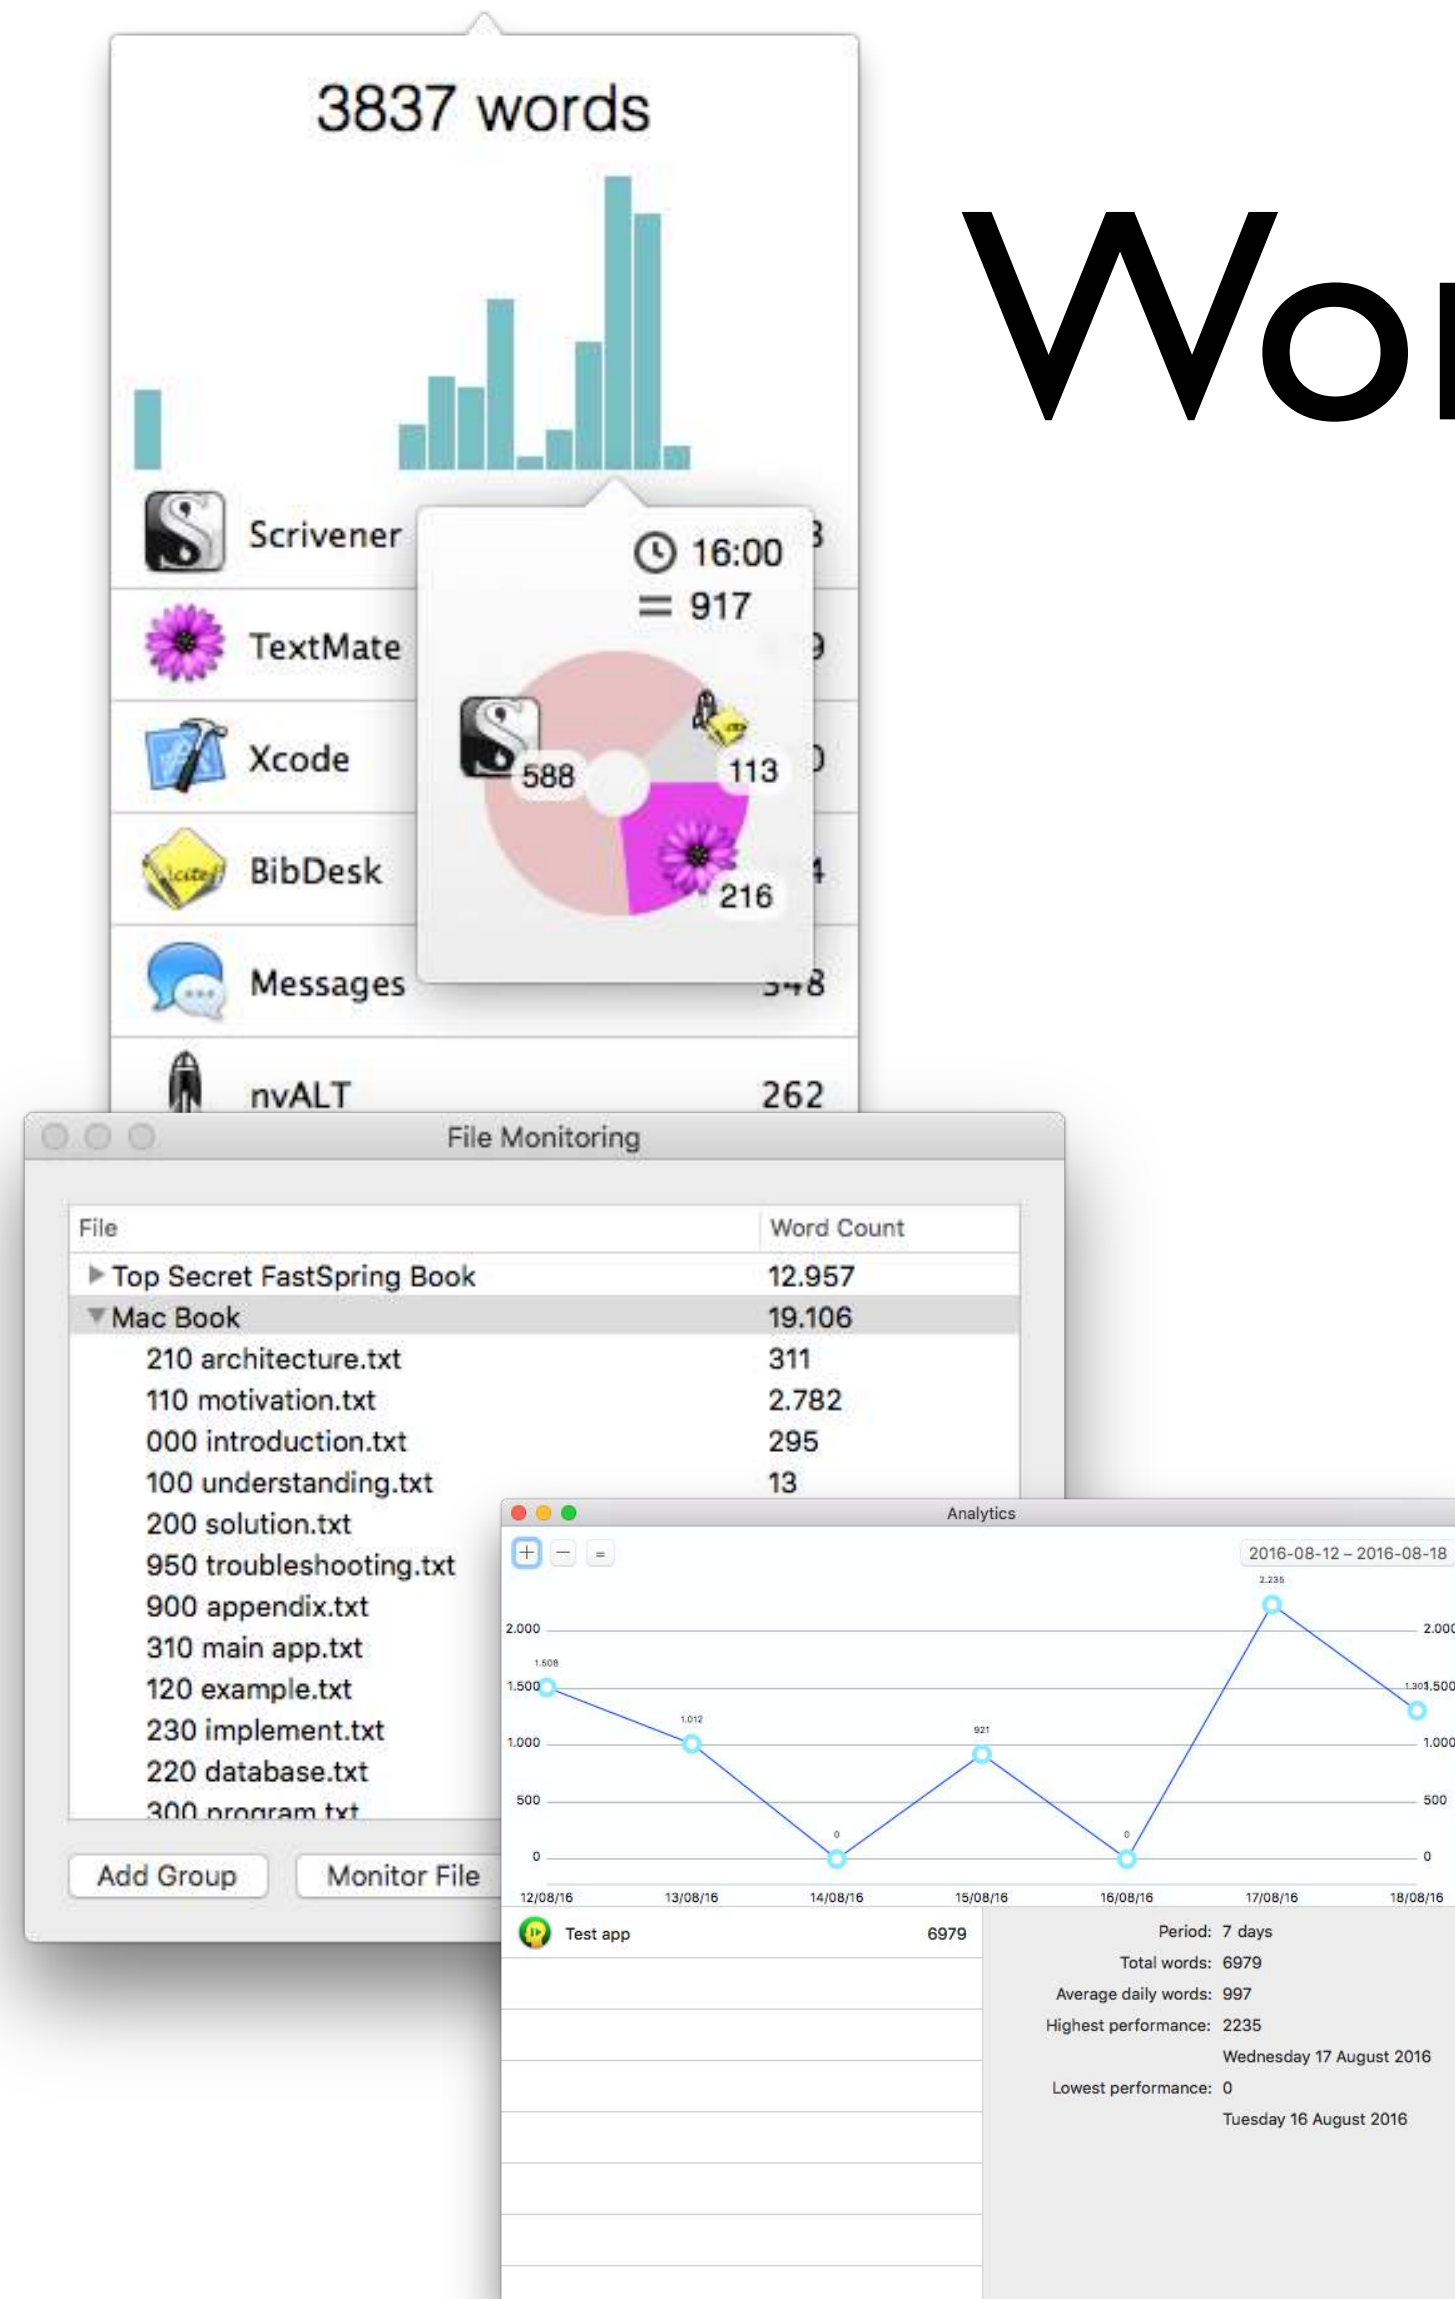 3837 words
Wor
Scrivener
16:00
= 917
TextMate
588
113
216
Xcode
BibDesk
Messages
nvALT 262
File Monitoring
File Word Count
Top Secret FastSpring Book 12.957
Mac Book 19.106
210 architecture.txt 311
110 motivation.txt 2.782
000 introduction.txt 295
100 understanding.txt 13
200 solution.txt
950 troubleshooting.txt
900 appendix.txt
310 main app.txt
120 example.txt
230 implement.txt
220 database.txt
300 program.txt
Add Group Monitor File
Analytics
+ − =
2016-08-12 – 2016-08-18
2.235
2.000 2.000
1.508
1.500 1.500
1.012
921
1.000 1.000
500 500
0 0
0 0
12/08/16 13/08/16 14/08/16 15/08/16 16/08/16 17/08/16 18/08/16
Test app 6979
Period: 7 days
Total words: 6979
Average daily words: 997
Highest performance: 2235
Wednesday 17 August 2016
Lowest performance: 0
Tuesday 16 August 2016